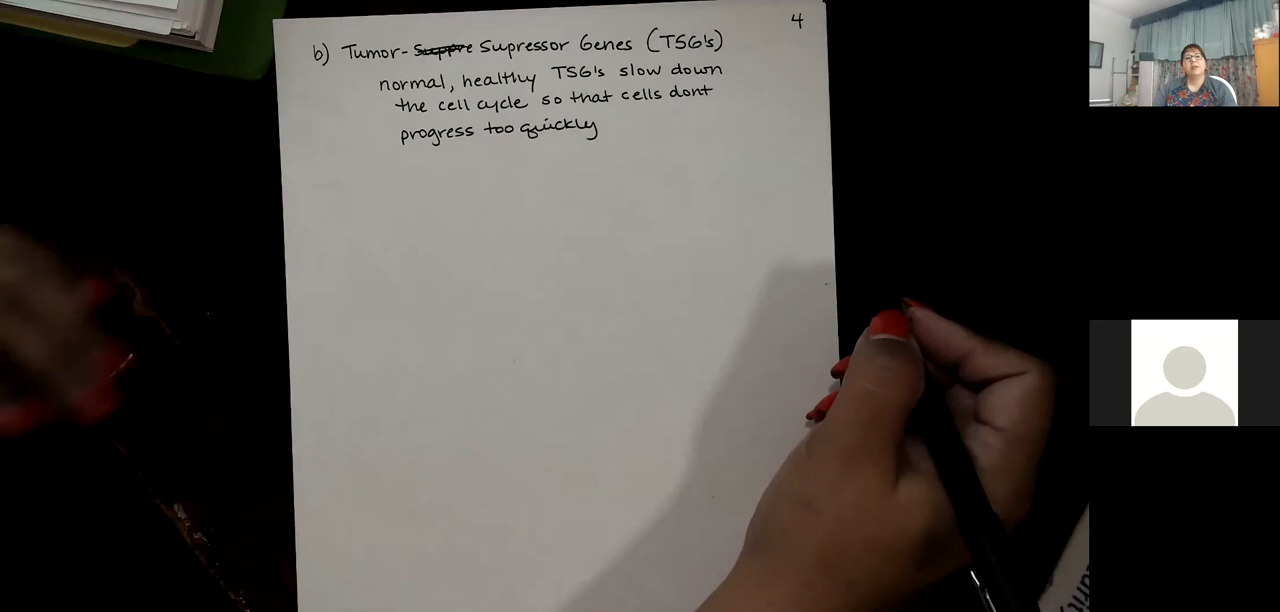 4
b) Tumor- Suppre Supressor Genes (TSG's)
normal, healthy TSG's slow down
the cell cycle so that cells dont
progress too quickly